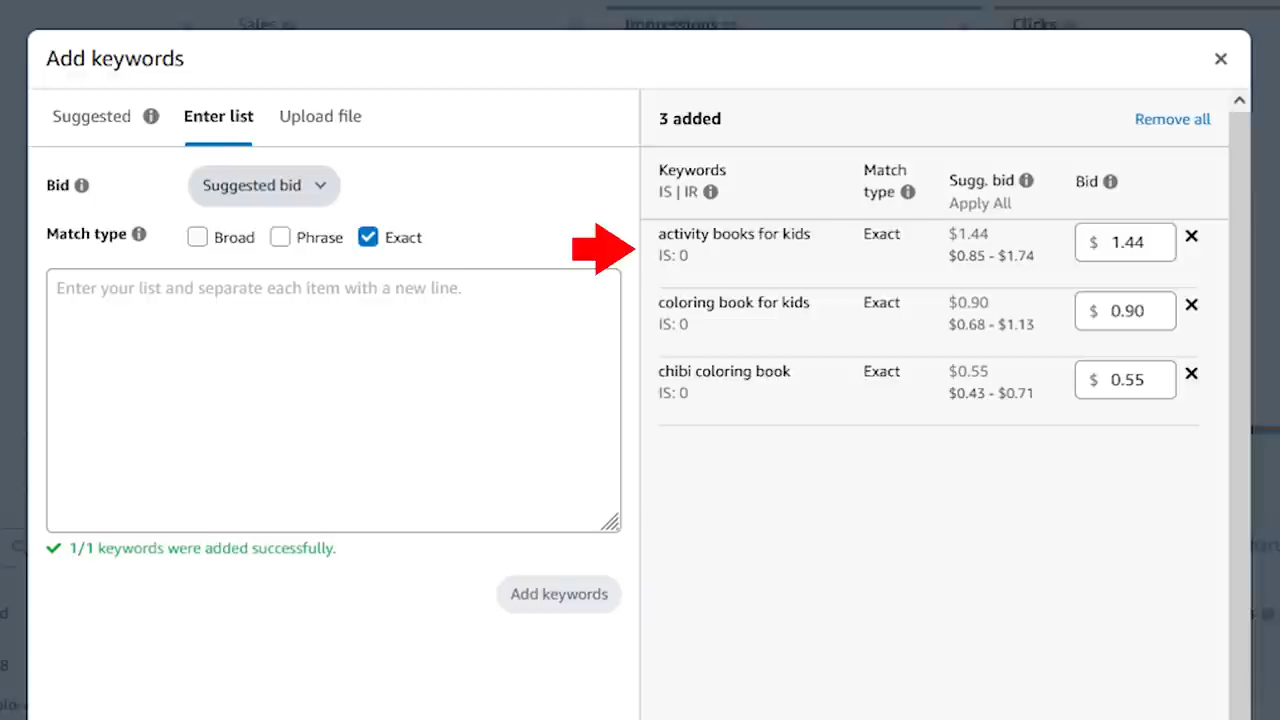 Sales
Impressions
Clicks
Add keywords
Suggested
Enter list
Upload file
Bid
Suggested bid
Match type
Broad
Phrase
Exact
Enter your list and separate each item with a new line.
1/1 keywords were added successfully.
Add keywords
3 added
Remove all
Keywords
IS | IR
Match
type
Sugg. bid
Apply All
Bid
activity books for kids
IS: 0
Exact
$1.44
$0.85 - $1.74
$ 1.44
coloring book for kids
IS: 0
Exact
$0.90
$0.68 - $1.13
$ 0.90
chibi coloring book
IS: 0
Exact
$0.55
$0.43 - $0.71
$ 0.55